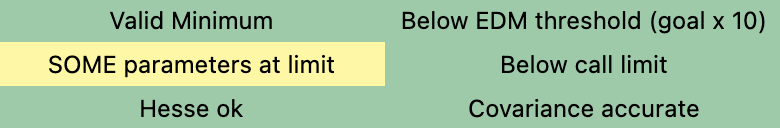 Valid Minimum Below EDM threshold (goal x 10)
SOME parameters at limit Below call limit
Hesse ok Covariance accurate